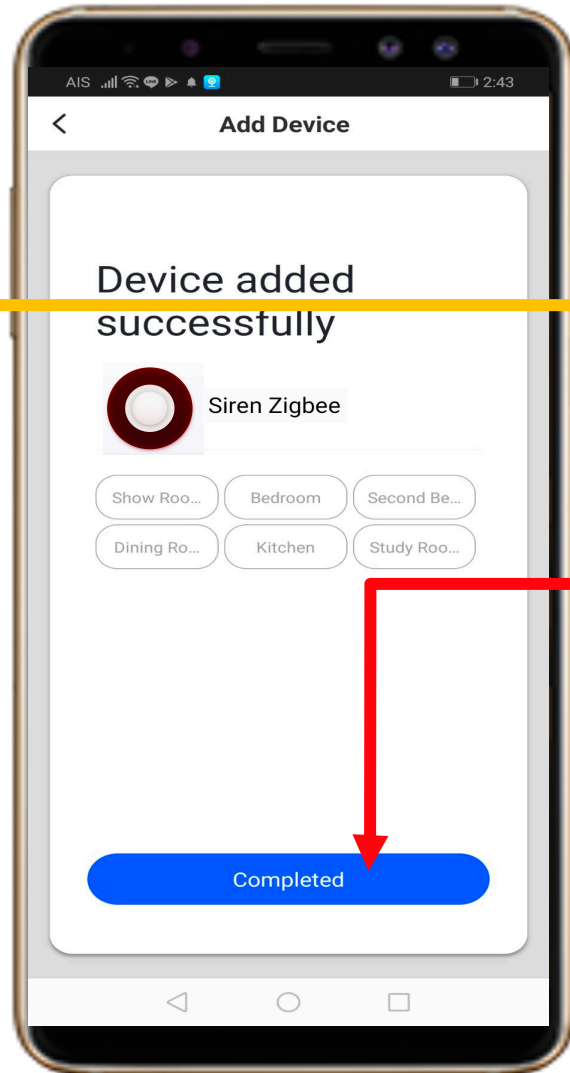 AIS 2:43
Add Device
Device added
successfully
Siren Zigbee
Show Roo... Bedroom Second Be...
Dining Ro... Kitchen Study Roo...
Completed